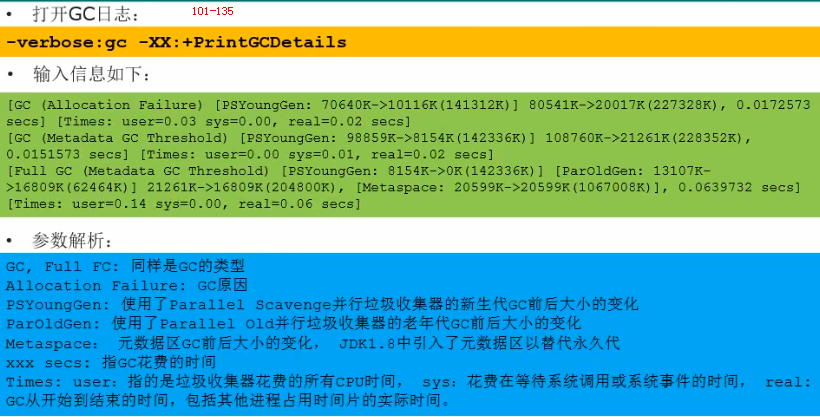 • 打开GC日志：
101-135
-verbose:gc -XX:+PrintGCDetails
• 输入信息如下：
[GC (Allocation Failure) [PSYoungGen: 70640K->10116K(141312K)] 80541K->20017K(227328K), 0.0172573
secs] [Times: user=0.03 sys=0.00, real=0.02 secs]
[GC (Metadata GC Threshold) [PSYoungGen: 98859K->8154K(142336K)] 108760K->21261K(228352K),
0.0151573 secs] [Times: user=0.00 sys=0.01, real=0.02 secs]
[Full GC (Metadata GC Threshold) [PSYoungGen: 8154K->0K(142336K)] [ParOldGen: 13107K-
>16809K(62464K)] 21261K->16809K(204800K), [Metaspace: 20599K->20599K(1067008K)], 0.0639732 secs]
[Times: user=0.14 sys=0.00, real=0.06 secs]
• 参数解析：
GC, Full FC: 同样是GC的类型
Allocation Failure: GC原因
PSYoungGen: 使用了Parallel Scavenge并行垃圾收集器的新生代GC前后大小的变化
ParOldGen: 使用了Parallel Old并行垃圾收集器的老年代GC前后大小的变化
Metaspace: 元数据区GC前后大小的变化， JDK1.8中引入了元数据区以替代永久代
xxx secs: 指GC花费的时间
Times: user: 指的是垃圾收集器花费的所有CPU时间， sys: 花费在等待系统调用或系统事件的时间， real:
GC从开始到结束的时间，包括其他进程占用时间片的实际时间。